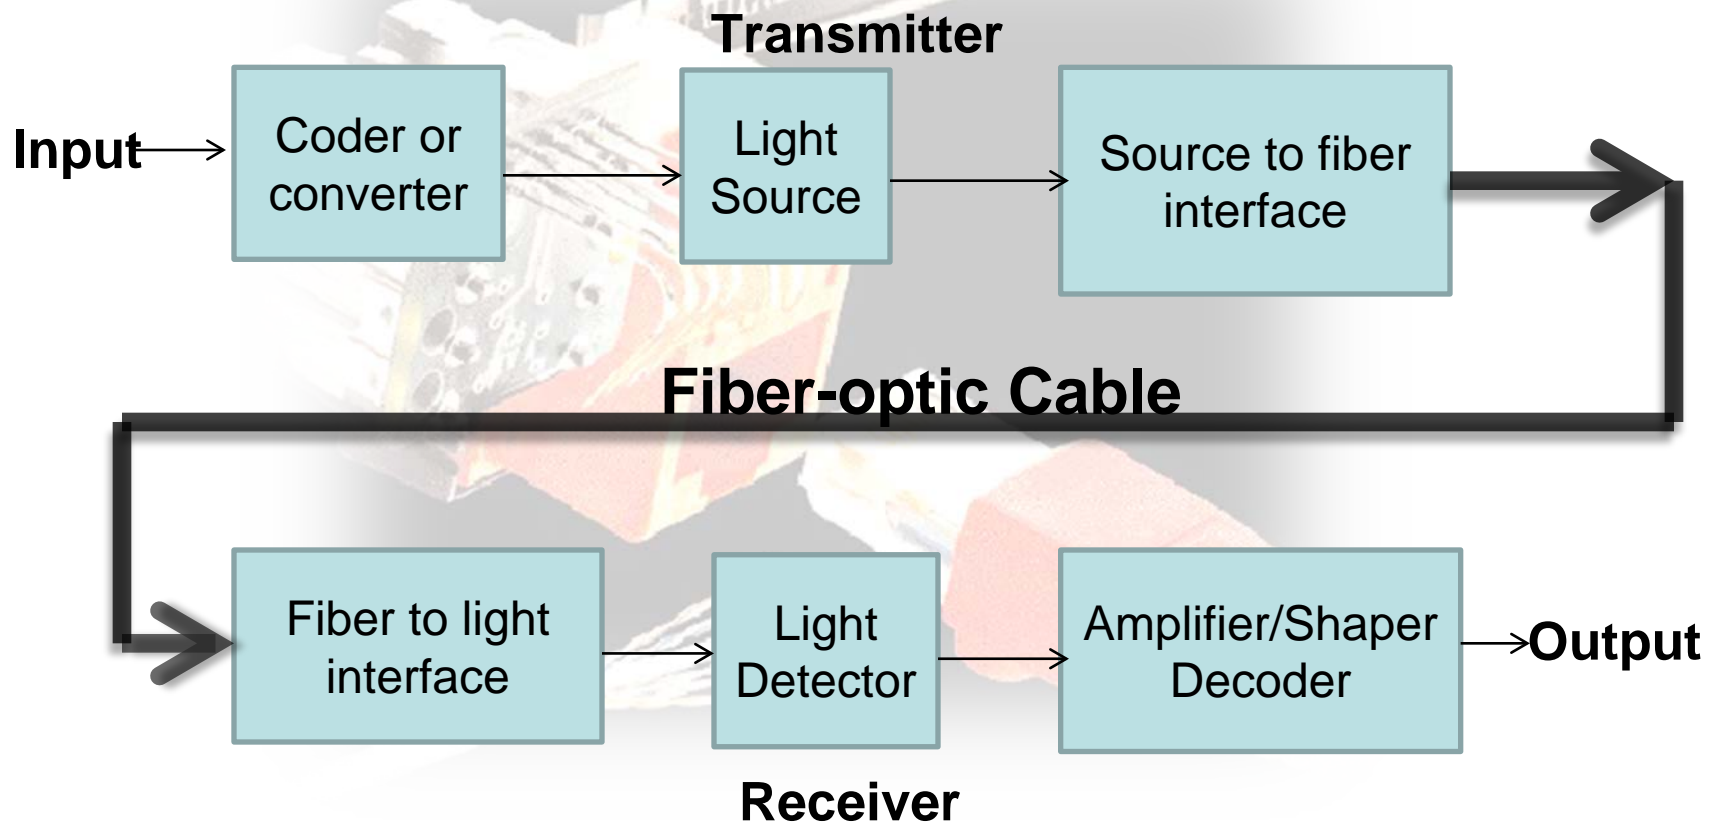 Transmitter
Input
Coder or
converter
Light
Source
Source to fiber
interface
Fiber-optic Cable
Fiber to light
interface
Light
Detector
Amplifier/Shaper
Decoder
Output
Receiver